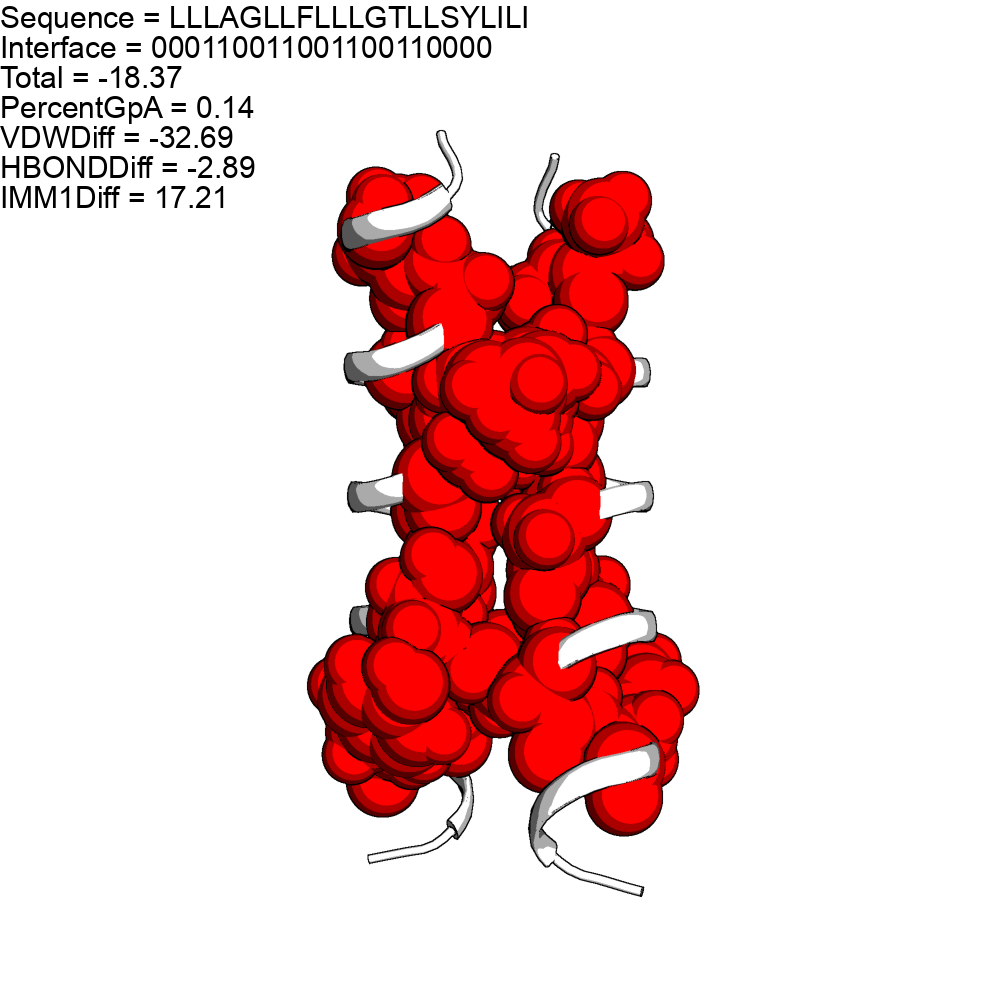 Sequence = LLLAGLLFLLLGTLLSYLILI
Interface = 000110011001100110000
Total = -18.37
PercentGpA = 0.14
VDWDiff = -32.69
HBONDDiff = -2.89
IMM1Diff = 17.21